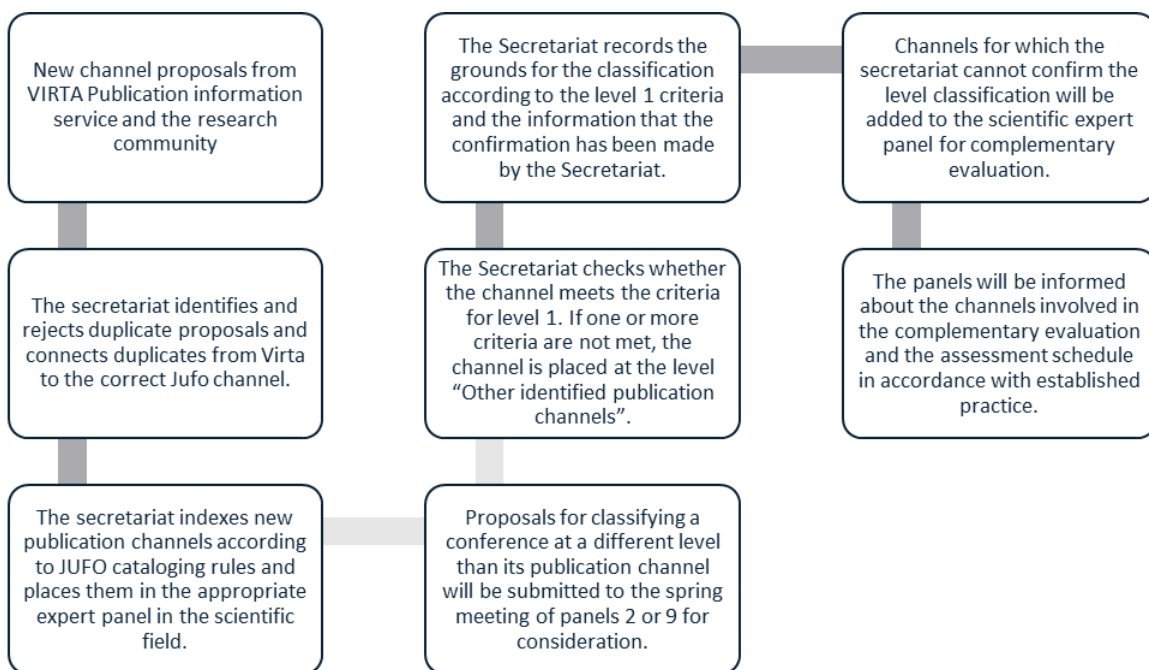 New channel proposals from
VIRTA Publication information
service and the research
community
The secretariat identifies and
rejects duplicate proposals and
connects duplicates from Virta
to the correct Jufo channel.
The secretariat indexes new
publication channels according
to JUFO cataloging rules and
places them in the appropriate
expert panel in the scientific
field.
Proposals for classifying a
conference at a different level
than its publication channel
will be submitted to the spring
meeting of panels 2 or 9 for
consideration.
The Secretariat checks whether
the channel meets the criteria
for level 1. If one or more
criteria are not met, the
channel is placed at the level
“Other identified publication
channels”.
The Secretariat records the
grounds for the classification
according to the level 1 criteria
and the information that the
confirmation has been made
by the Secretariat.
Channels for which the
secretariat cannot confirm the
level classification will be
added to the scientific expert
panel for complementary
evaluation.
The panels will be informed
about the channels involved in
the complementary evaluation
and the assessment schedule
in accordance with established
practice.